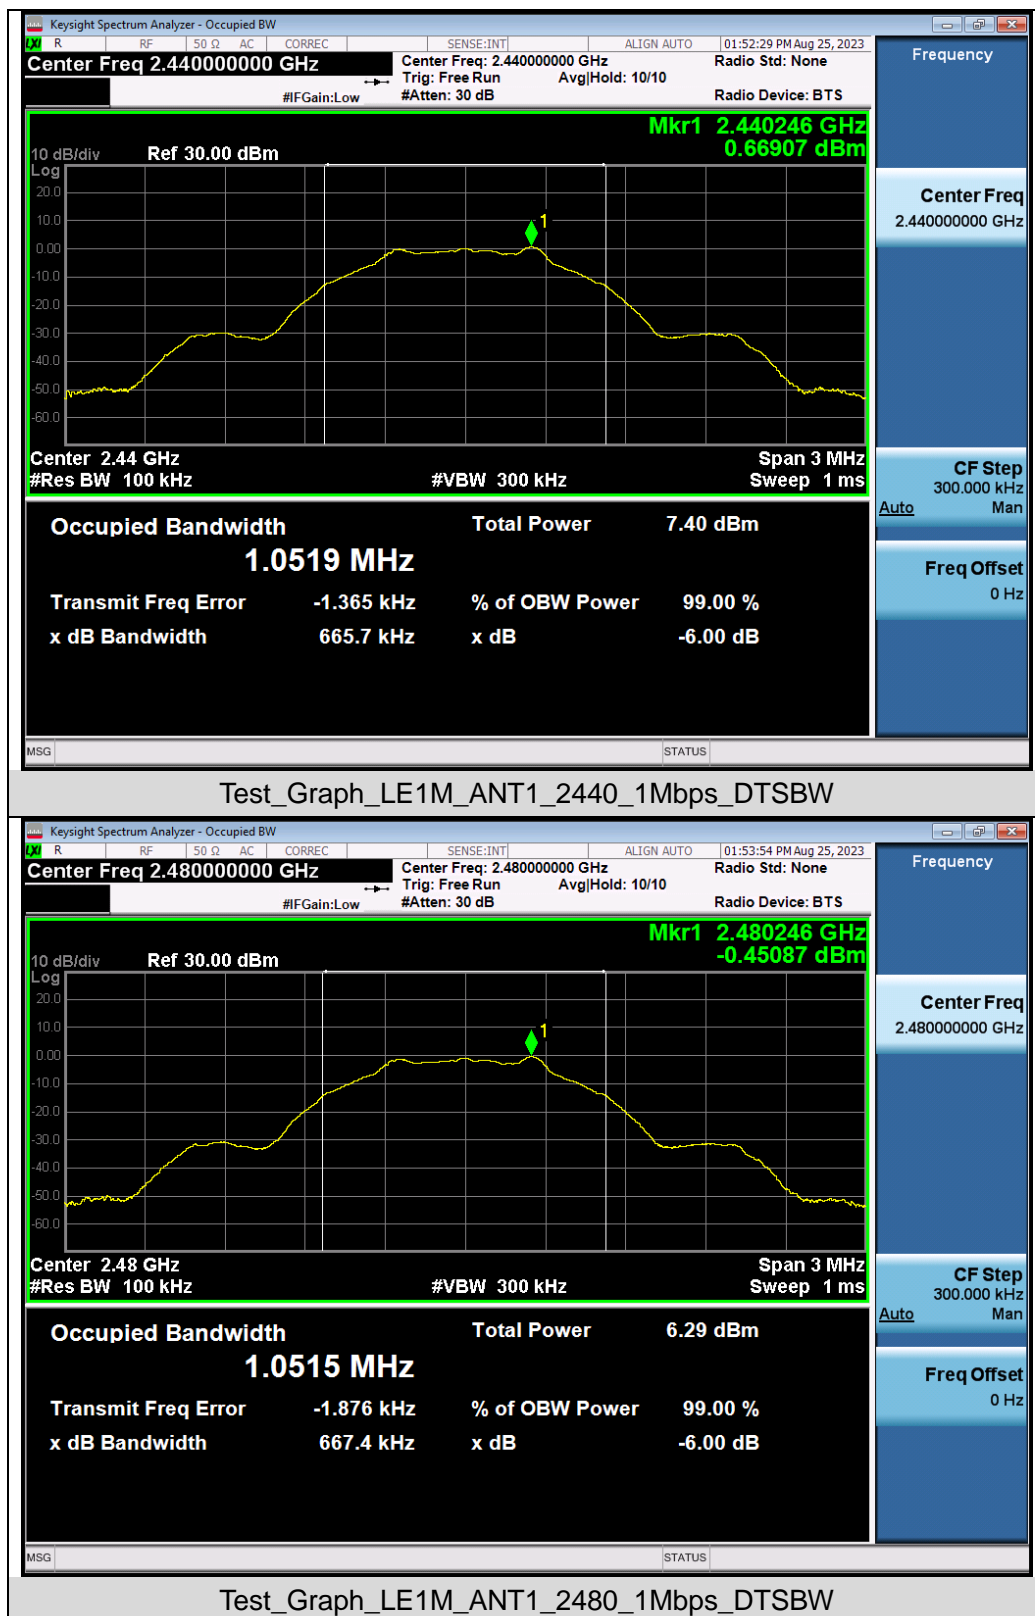 Keysight Spectrum Analyzer - Occupied BW
LXI R RF 50 Ω AC CORREC SENSE:INT ALIGN AUTO 01:52:29 PM Aug 25, 2023
Center Freq 2.440000000 GHz
Center Freq: 2.440000000 GHz Radio Std: None
Trig: Free Run Avg|Hold: 10/10
#IFGain:Low #Atten: 30 dB Radio Device: BTS
Frequency
Mkr1 2.440246 GHz
0.66907 dBm
10 dB/div Ref 30.00 dBm
Log
20.0
10.0
0.00
-10.0
-20.0
-30.0
-40.0
-50.0
-60.0
1
Center Freq
2.440000000 GHz
Center 2.44 GHz Span 3 MHz
#Res BW 100 kHz #VBW 300 kHz Sweep 1 ms
CF Step
300.000 kHz
Auto Man
Occupied Bandwidth Total Power 7.40 dBm
1.0519 MHz
Freq Offset
0 Hz
Transmit Freq Error -1.365 kHz % of OBW Power 99.00 %
x dB Bandwidth 665.7 kHz x dB -6.00 dB
MSG STATUS
Test_Graph_LE1M_ANT1_2440_1Mbps_DTSBW
Keysight Spectrum Analyzer - Occupied BW
LXI R RF 50 Ω AC CORREC SENSE:INT ALIGN AUTO 01:53:54 PM Aug 25, 2023
Center Freq 2.480000000 GHz
Center Freq: 2.480000000 GHz Radio Std: None
Trig: Free Run Avg|Hold: 10/10
#IFGain:Low #Atten: 30 dB Radio Device: BTS
Frequency
Mkr1 2.480246 GHz
-0.45087 dBm
10 dB/div Ref 30.00 dBm
Log
20.0
10.0
0.00
-10.0
-20.0
-30.0
-40.0
-50.0
-60.0
1
Center Freq
2.480000000 GHz
Center 2.48 GHz Span 3 MHz
#Res BW 100 kHz #VBW 300 kHz Sweep 1 ms
CF Step
300.000 kHz
Auto Man
Occupied Bandwidth Total Power 6.29 dBm
1.0515 MHz
Freq Offset
0 Hz
Transmit Freq Error -1.876 kHz % of OBW Power 99.00 %
x dB Bandwidth 667.4 kHz x dB -6.00 dB
MSG STATUS
Test_Graph_LE1M_ANT1_2480_1Mbps_DTSBW